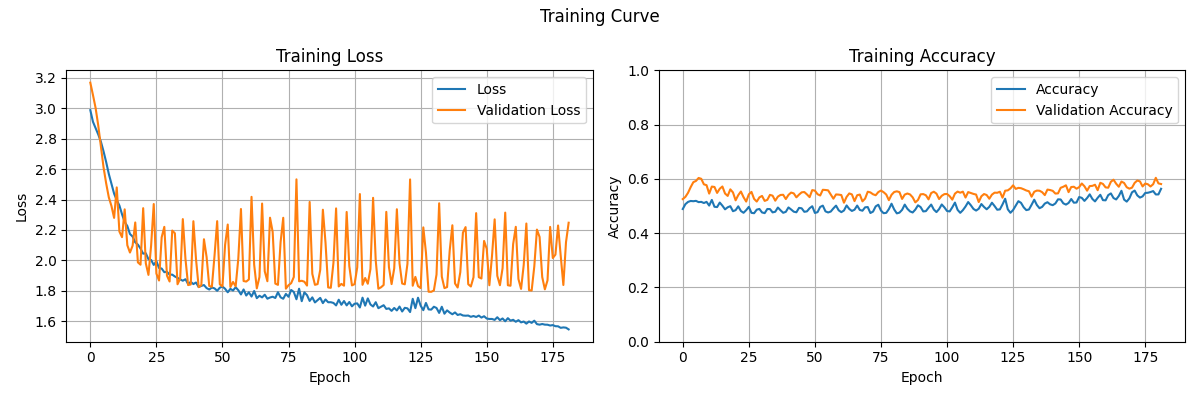 Training Curve
Training Loss
3.2
3.0
2.8
2.6
2.4
2.2
2.0
1.8
1.6
Loss
0 25 50 75 100 125 150 175
Epoch
Loss
Validation Loss
Training Accuracy
1.0
0.8
0.6
0.4
0.2
0.0
Accuracy
0 25 50 75 100 125 150 175
Epoch
Accuracy
Validation Accuracy